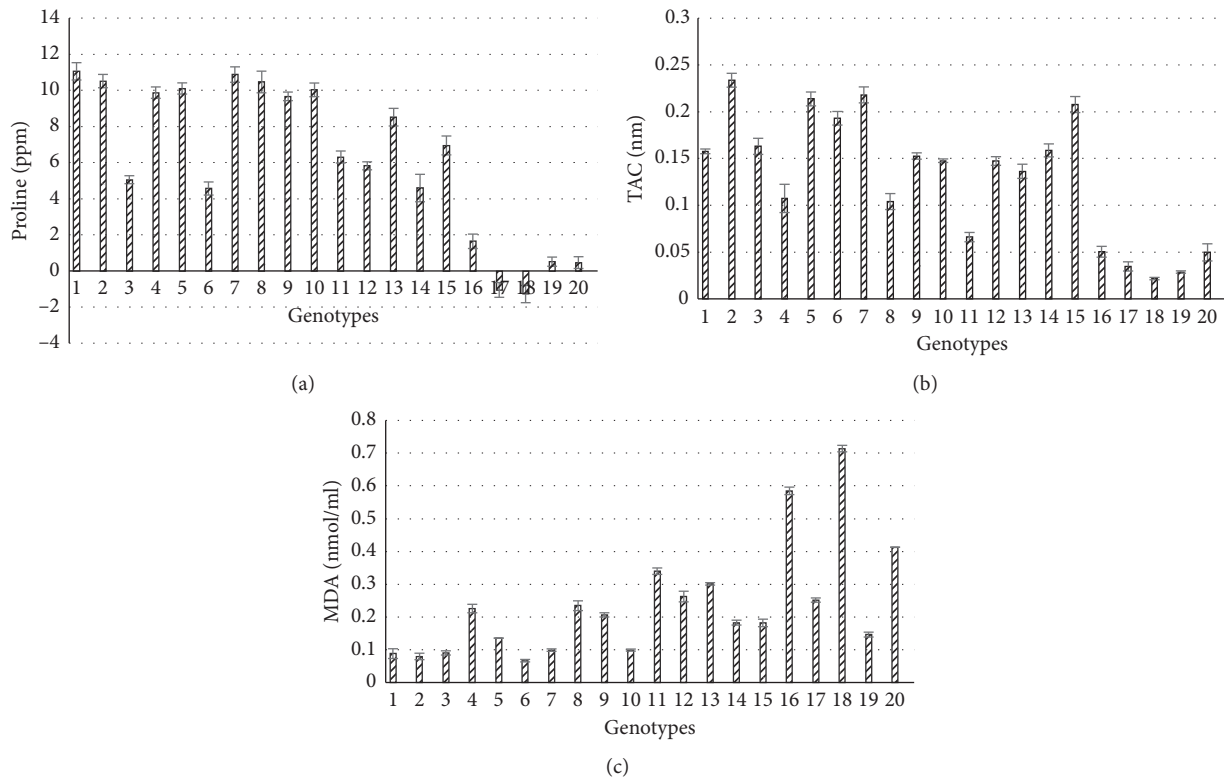 14
12
10
8
6
4
2
0
−2
−4
Proline (ppm)
1 2 3 4 5 6 7 8 9 10 11 12 13 14 15 16 17 18 19 20
Genotypes
(a)
0.3
0.25
0.2
0.15
0.1
0.05
0
TAC (nm)
1 2 3 4 5 6 7 8 9 10 11 12 13 14 15 16 17 18 19 20
Genotypes
(b)
0.8
0.7
0.6
0.5
0.4
0.3
0.2
0.1
0
MDA (nmol/ml)
1 2 3 4 5 6 7 8 9 10 11 12 13 14 15 16 17 18 19 20
Genotypes
(c)